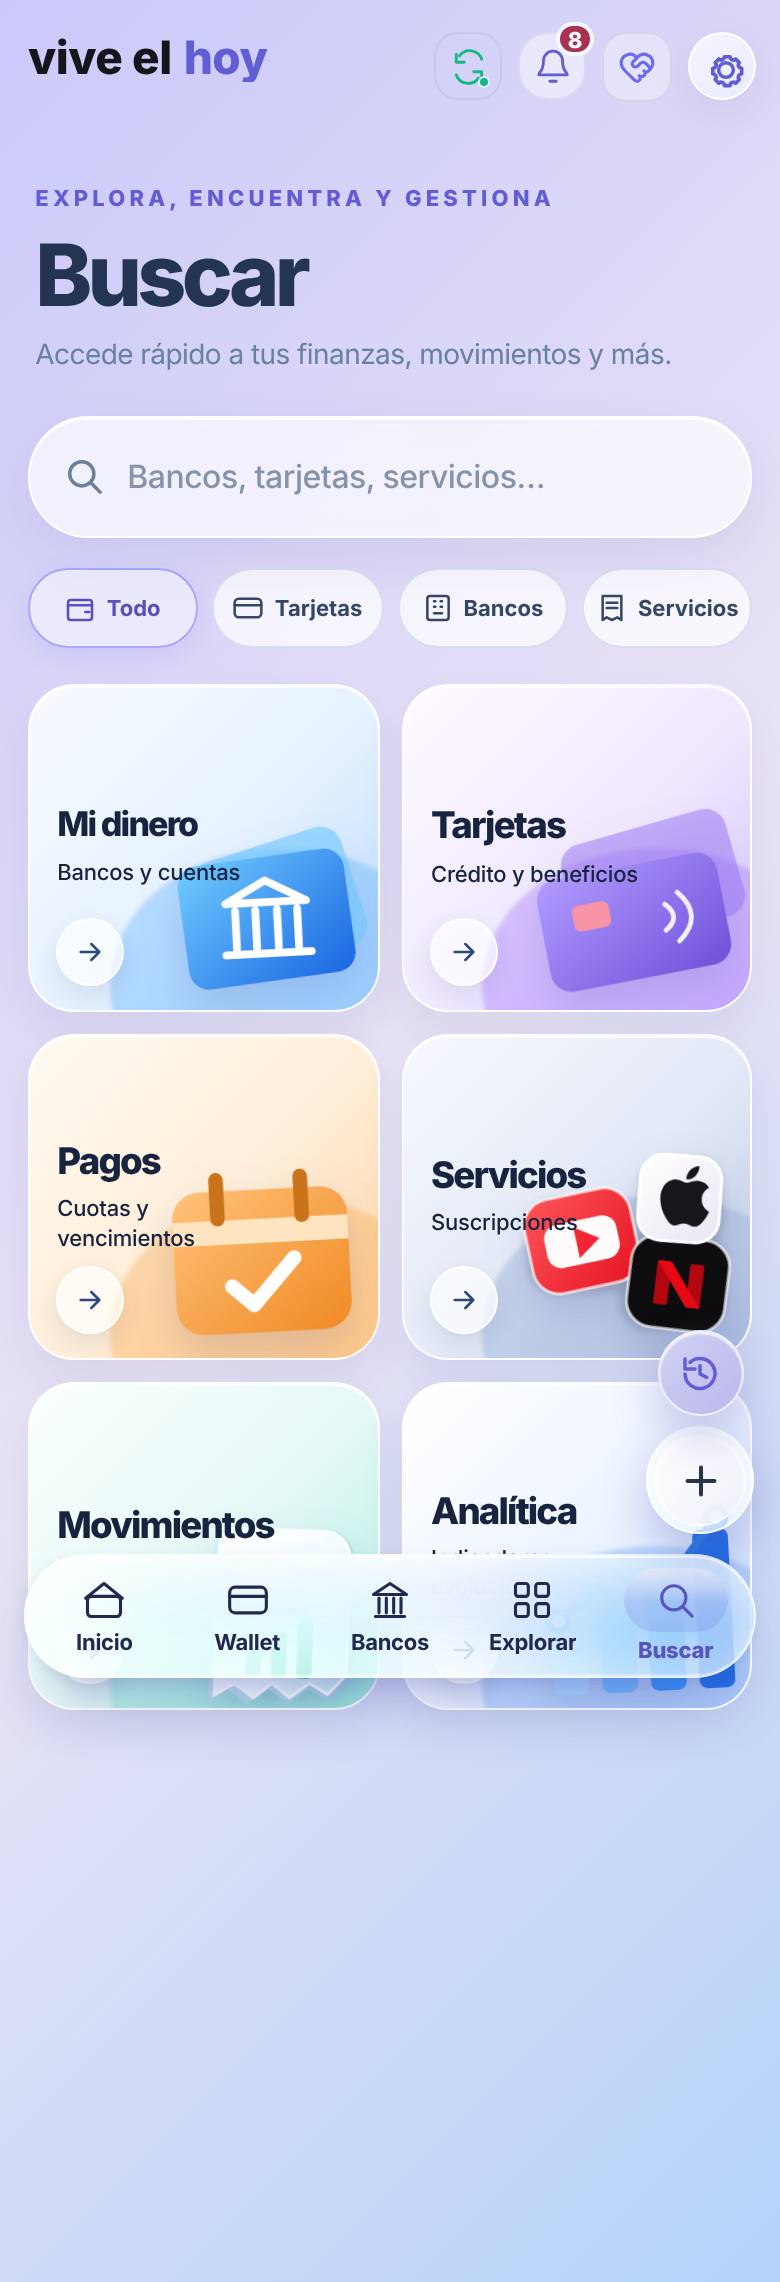 vive el hoy
8
EXPLORA, ENCUENTRA Y GESTIONA
Buscar
Accede rápido a tus finanzas, movimientos y más.
Bancos, tarjetas, servicios...
Todo
Tarjetas
Bancos
Servicios
Mi dinero
Bancos y cuentas
Tarjetas
Crédito y beneficios
Pagos
Cuotas y
vencimientos
Servicios
Suscripciones
N
Movimientos
Analítica
Inicio
Wallet
Bancos
Explorar
Buscar